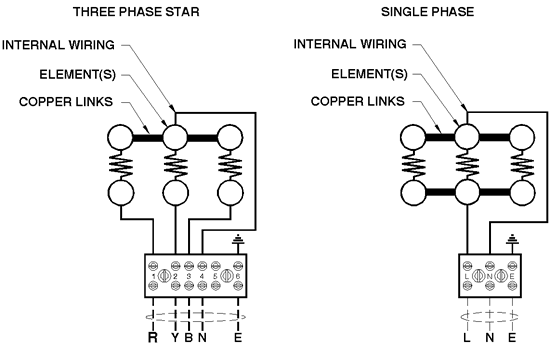 THREE PHASE STAR
INTERNAL WIRING
ELEMENT(S)
COPPER LINKS
1 2 3 4 5 6
R Y B N E
SINGLE PHASE
INTERNAL WIRING
ELEMENT(S)
COPPER LINKS
L N E
L N E